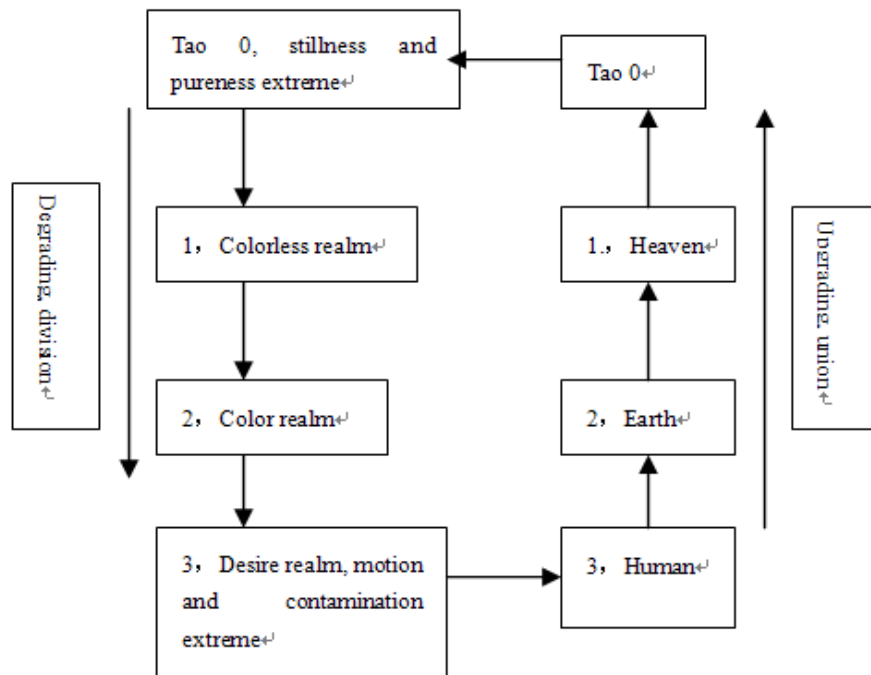 Tao 0, stillness and
pureness extreme↵
Tao 0↵
Degrading, division↵
1，Colorless realm↵
1.，Heaven↵
Ungrading, union↵
2，Color realm↵
2，Earth↵
3，Desire realm, motion
and contamination
extreme↵
3，Human↵